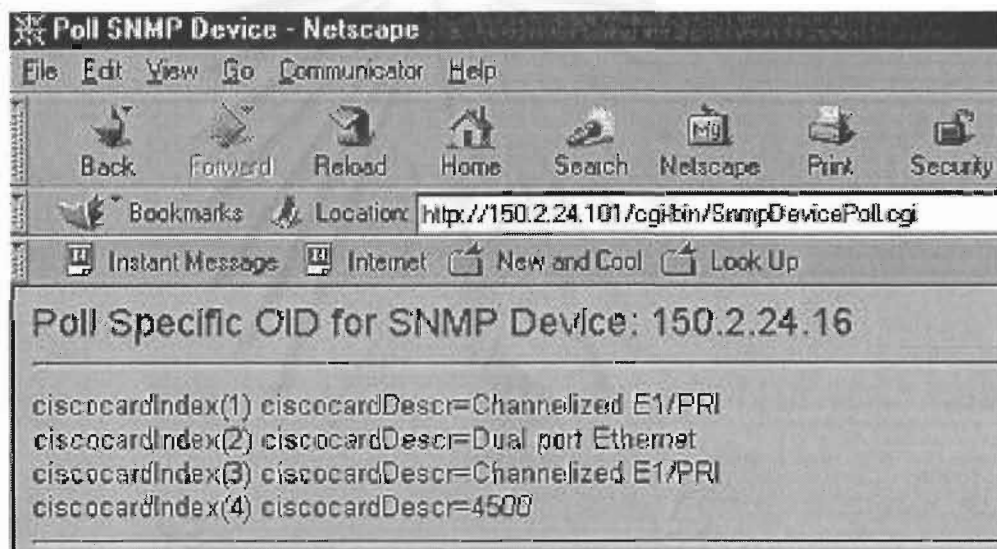 Poll SNMP Device - Netscape
File Edit View Go Communicator Help
Back Forward Reload Home Search Netscape Print Security
Bookmarks Location: http://150.2.24.101/cgi-bin/SnmpDevicePoll.cgi
Instant Message Internet New and Cool Look Up
Poll Specific OID for SNMP Device: 150.2.24.16
ciscocardIndex(1) ciscocardDescr=Channelized E1/PRI
ciscocardIndex(2) ciscocardDescr=Dual port Ethernet
ciscocardIndex(3) ciscocardDescr=Channelized E1/PRI
ciscocardIndex(4) ciscocardDescr=4500